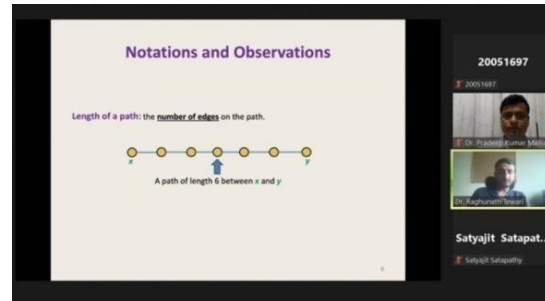 Notations and Observations
Length of a path: the number of edges on the path.
x
y
A path of length 6 between x and y
20051697
20051697
Dr. Pradeep Kumar Mallic
Dr. Raghunath Tewari
Satyajit Satapat...
Satyajit Satapathy